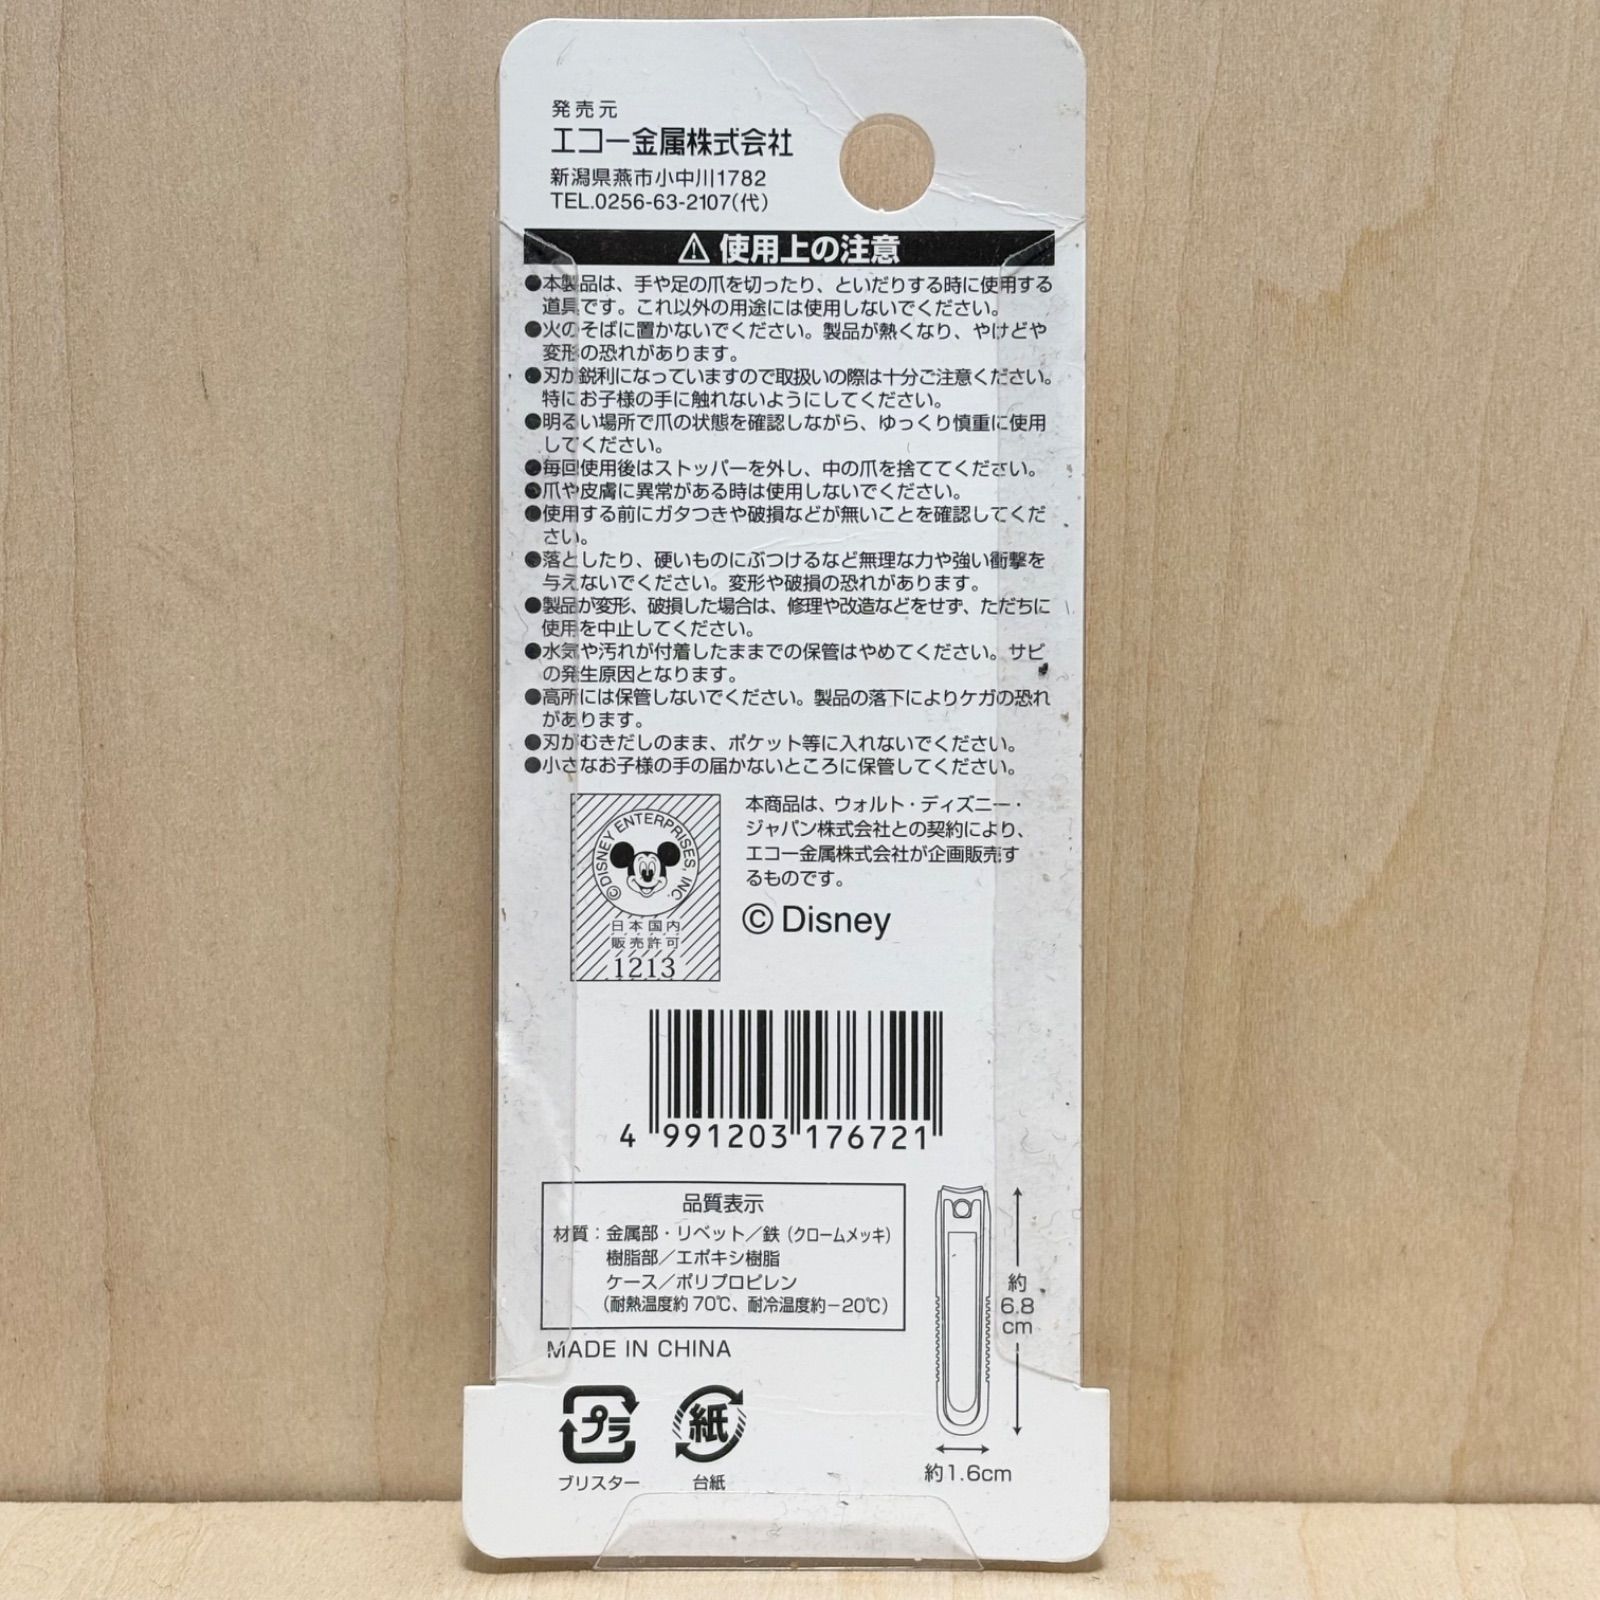 発売元
エコー金属株式会社
新潟県燕市小中川1782
TEL.0256-63-2107(代)
⚠使用上の注意
●本製品は、手や足の爪を切ったり、といだりする時に使用する
道具です。これ以外の用途には使用しないでください。
●火のそばに置かないでください。製品が熱くなり、やけどや
変形の恐れがあります。
●刃が鋭利になっていますので取扱いの際は十分ご注意ください。
特にお子様の手に触れないようにしてください。
●明るい場所で爪の状態を確認しながら、ゆっくり慎重に使用
してください。
●毎回使用後はストッパーを外し、中の爪を捨ててください。
●爪や皮膚に異常がある時は使用しないでください。
●使用する前にガタつきや破損などが無いことを確認してくだ
さい。
●落としたり、硬いものにぶつけるなど無理な力や強い衝撃を
与えないでください。変形や破損の恐れがあります。
●製品が変形、破損した場合は、修理や改造などをせず、ただちに
使用を中止してください。
●水気や汚れが付着したままでの保管はやめてください。サビ
の発生原因となります。
●高所には保管しないでください。製品の落下によりケガの恐れ
があります。
●刃がむきだしのまま、ポケット等に入れないでください。
●小さなお子様の手の届かないところに保管してください。
©DISNEY ENTERPRISES, INC.
日本国内
販売許可
1213
本商品は、ウォルト・ディズニー・
ジャパン株式会社との契約により、
エコー金属株式会社が企画販売す
るものです。
© Disney
4 991203 176721
品質表示
材質：金属部・リベット／鉄（クロームメッキ）
樹脂部／エポキシ樹脂
ケース／ポリプロピレン
（耐熱温度約70℃、耐冷温度約－20℃）
MADE IN CHINA
約
6.8
cm
約1.6cm
プラ
紙
ブリスター
台紙